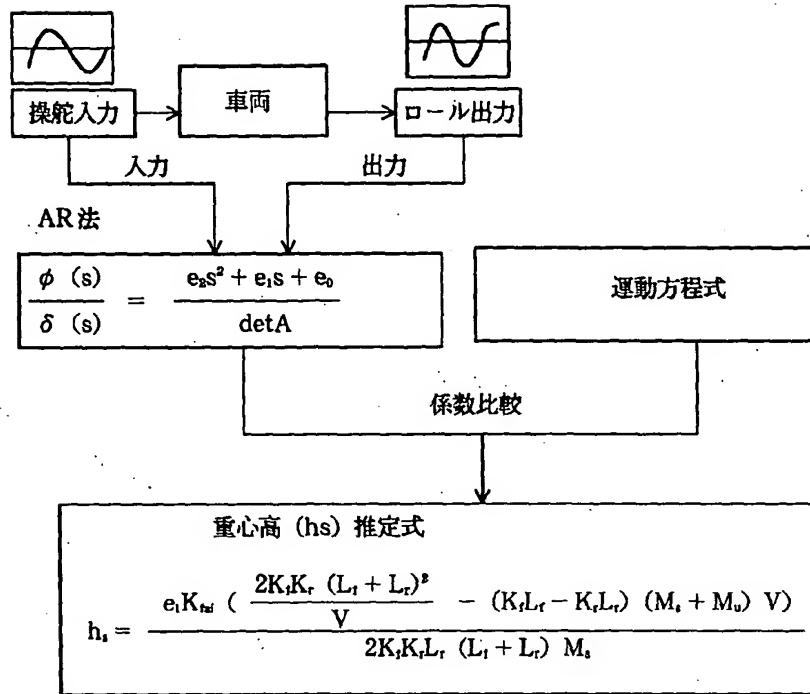 操舵入力
車両
ロール出力
入力
出力
AR法
φ (s) / δ (s) = e₂s² + e₁s + e₀ / detA
運動方程式
係数比較
重心高 (hs) 推定式
hₛ = e₁K_fai ( 2K_fK_r (L_f + L_r)² / V - (K_fL_f - K_rL_r) (Mₛ + Mᵤ) V) / 2K_fK_rL_r (L_f + L_r) Mₛ